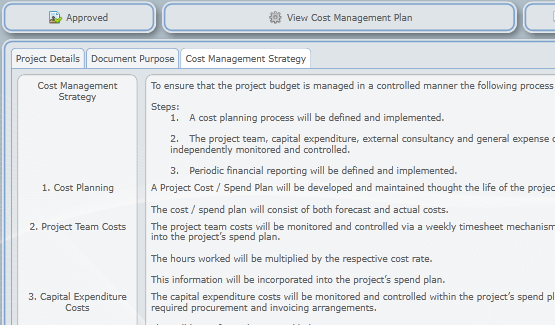 Approved
View Cost Management Plan
Project Details
Document Purpose
Cost Management Strategy
Cost Management
Strategy
To ensure that the project budget is managed in a controlled manner the following process
Steps:
1. A cost planning process will be defined and implemented.
2. The project team, capital expenditure, external consultancy and general expense
independently monitored and controlled.
3. Periodic financial reporting will be defined and implemented.
1. Cost Planning
A Project Cost / Spend Plan will be developed and maintained thought the life of the projec
The cost / spend plan will consist of both forecast and actual costs.
2. Project Team Costs
The project team costs will be monitored and controlled via a weekly timesheet mechanism
into the project's spend plan.
The hours worked will be multiplied by the respective cost rate.
This information will be incorporated into the project's spend plan.
3. Capital Expenditure
Costs
The capital expenditure costs will be monitored and controlled within the project's spend pl
required procurement and invoicing arrangements.